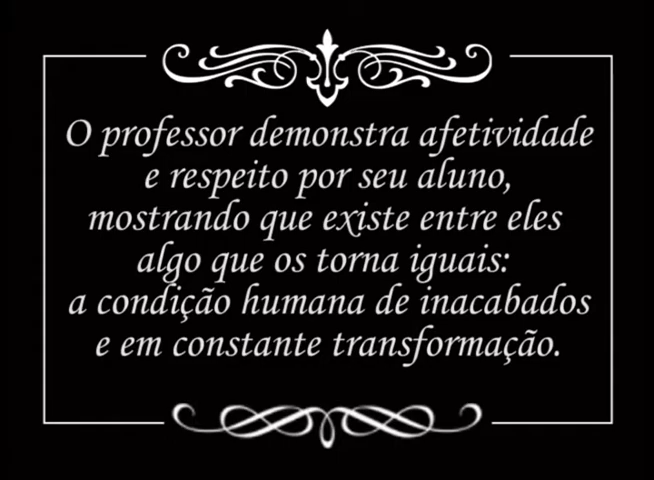 O professor demonstra afetividade
e respeito por seu aluno,
mostrando que existe entre eles
algo que os torna iguais:
a condição humana de inacabados
e em constante transformação.